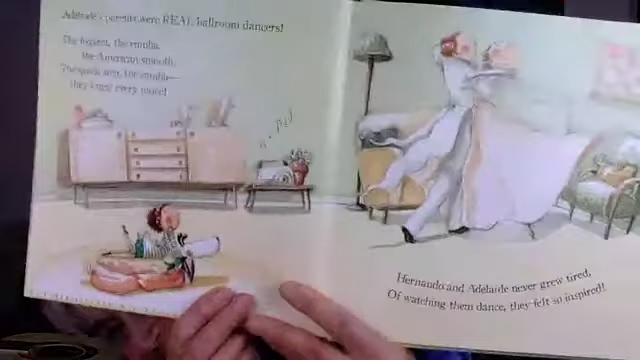 Adelaide's parents were REAL ballroom dancers!
The foxtrot, the rumba,
the American smooth,
The quick step, the samba—
they knew every move!
Hernando and Adelaide never grew tired,
Of watching them dance, they felt so inspired!